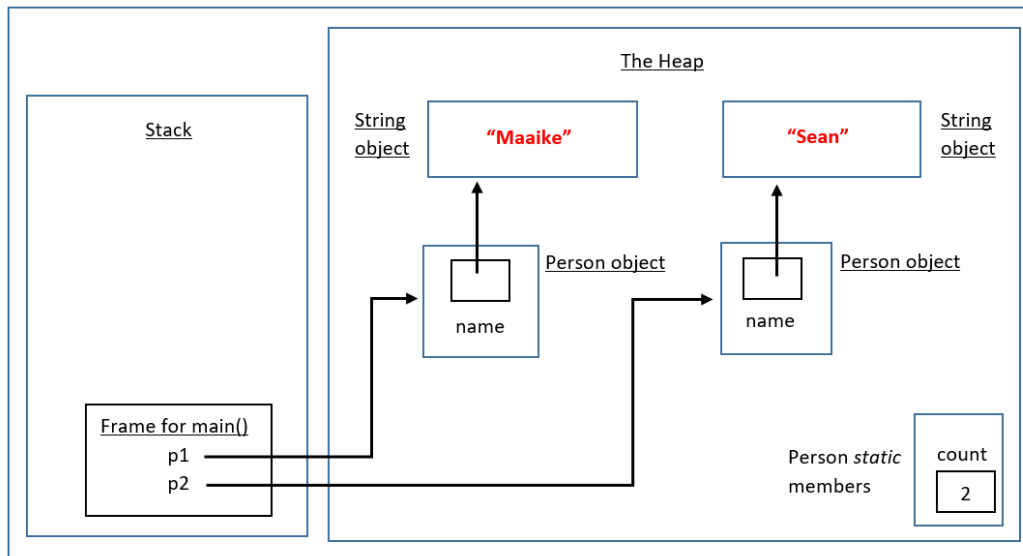 The Heap
Stack
String
object
“Maaike”
“Sean”
String
object
Person object
name
Person object
name
Frame for main()
p1
p2
Person static
members
count
2